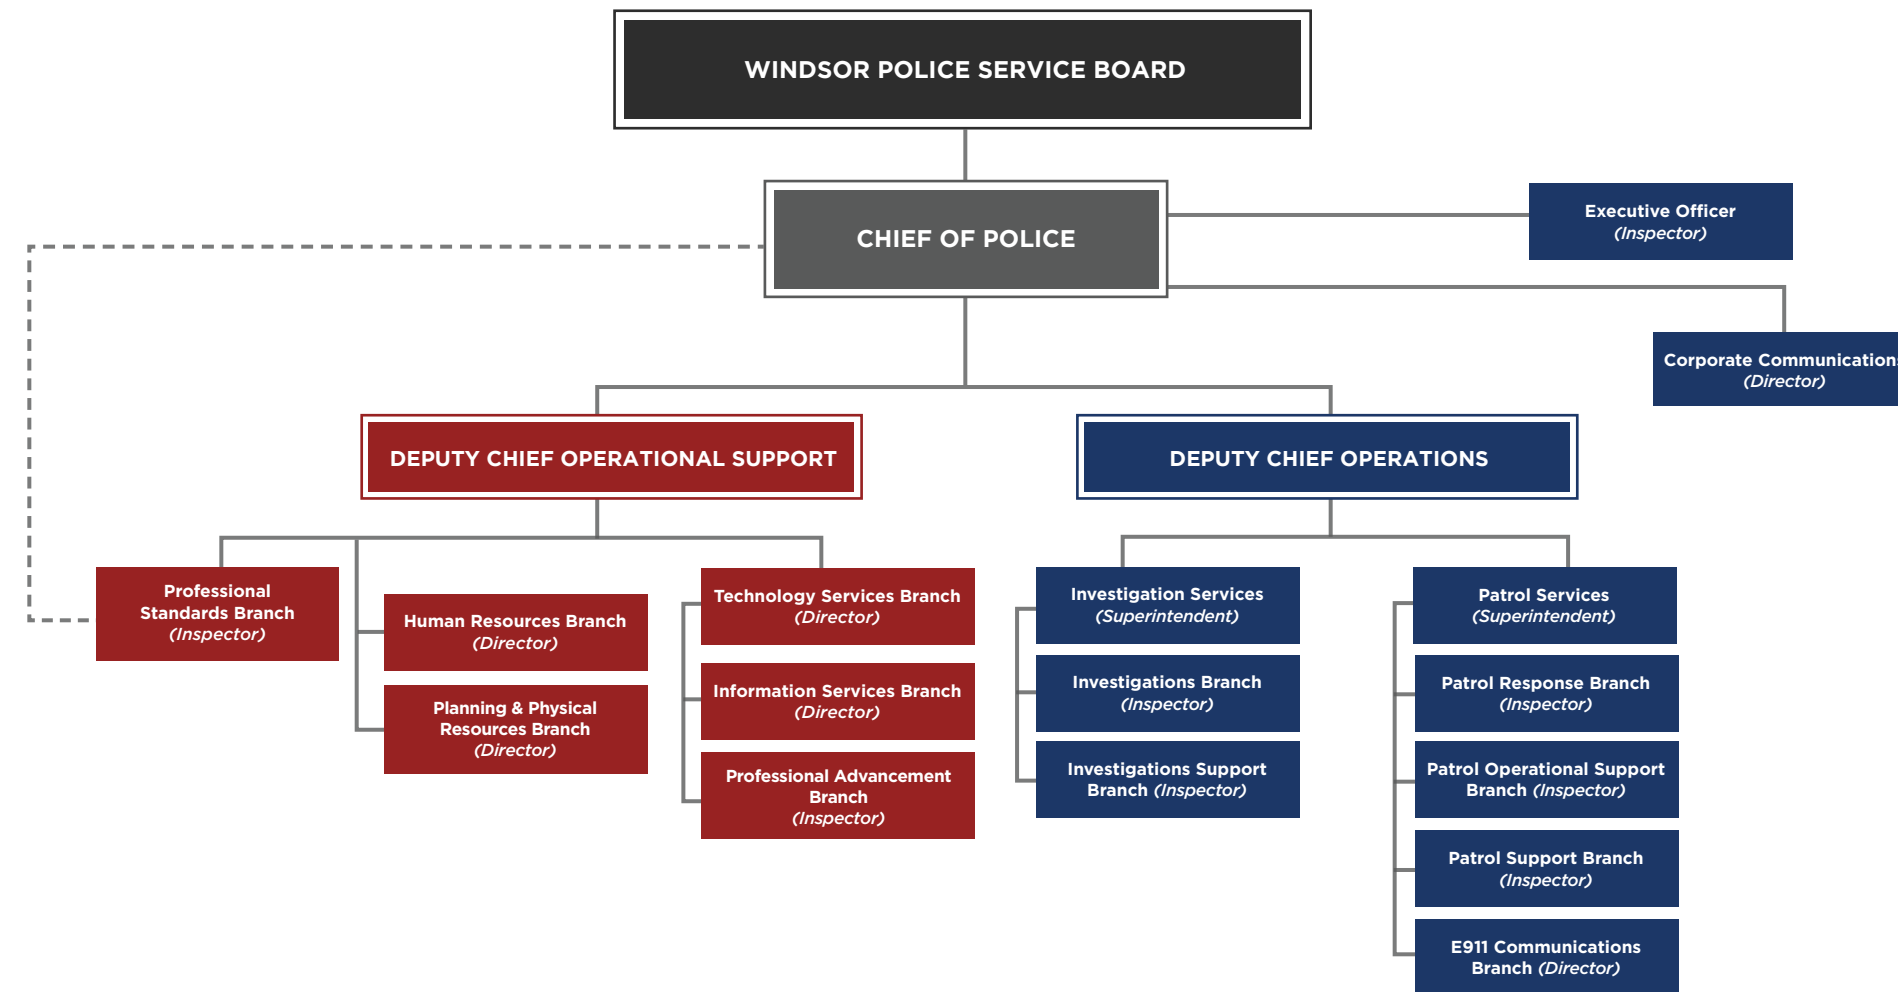 WINDSOR POLICE SERVICE BOARD
CHIEF OF POLICE
Executive Officer
(Inspector)
Corporate Communications
(Director)
DEPUTY CHIEF OPERATIONAL SUPPORT
DEPUTY CHIEF OPERATIONS
Professional
Standards Branch
(Inspector)
Human Resources Branch
(Director)
Planning & Physical
Resources Branch
(Director)
Technology Services Branch
(Director)
Information Services Branch
(Director)
Professional Advancement
Branch
(Inspector)
Investigation Services
(Superintendent)
Investigations Branch
(Inspector)
Investigations Support
Branch (Inspector)
Patrol Services
(Superintendent)
Patrol Response Branch
(Inspector)
Patrol Operational Support
Branch (Inspector)
Patrol Support Branch
(Inspector)
E911 Communications
Branch (Director)